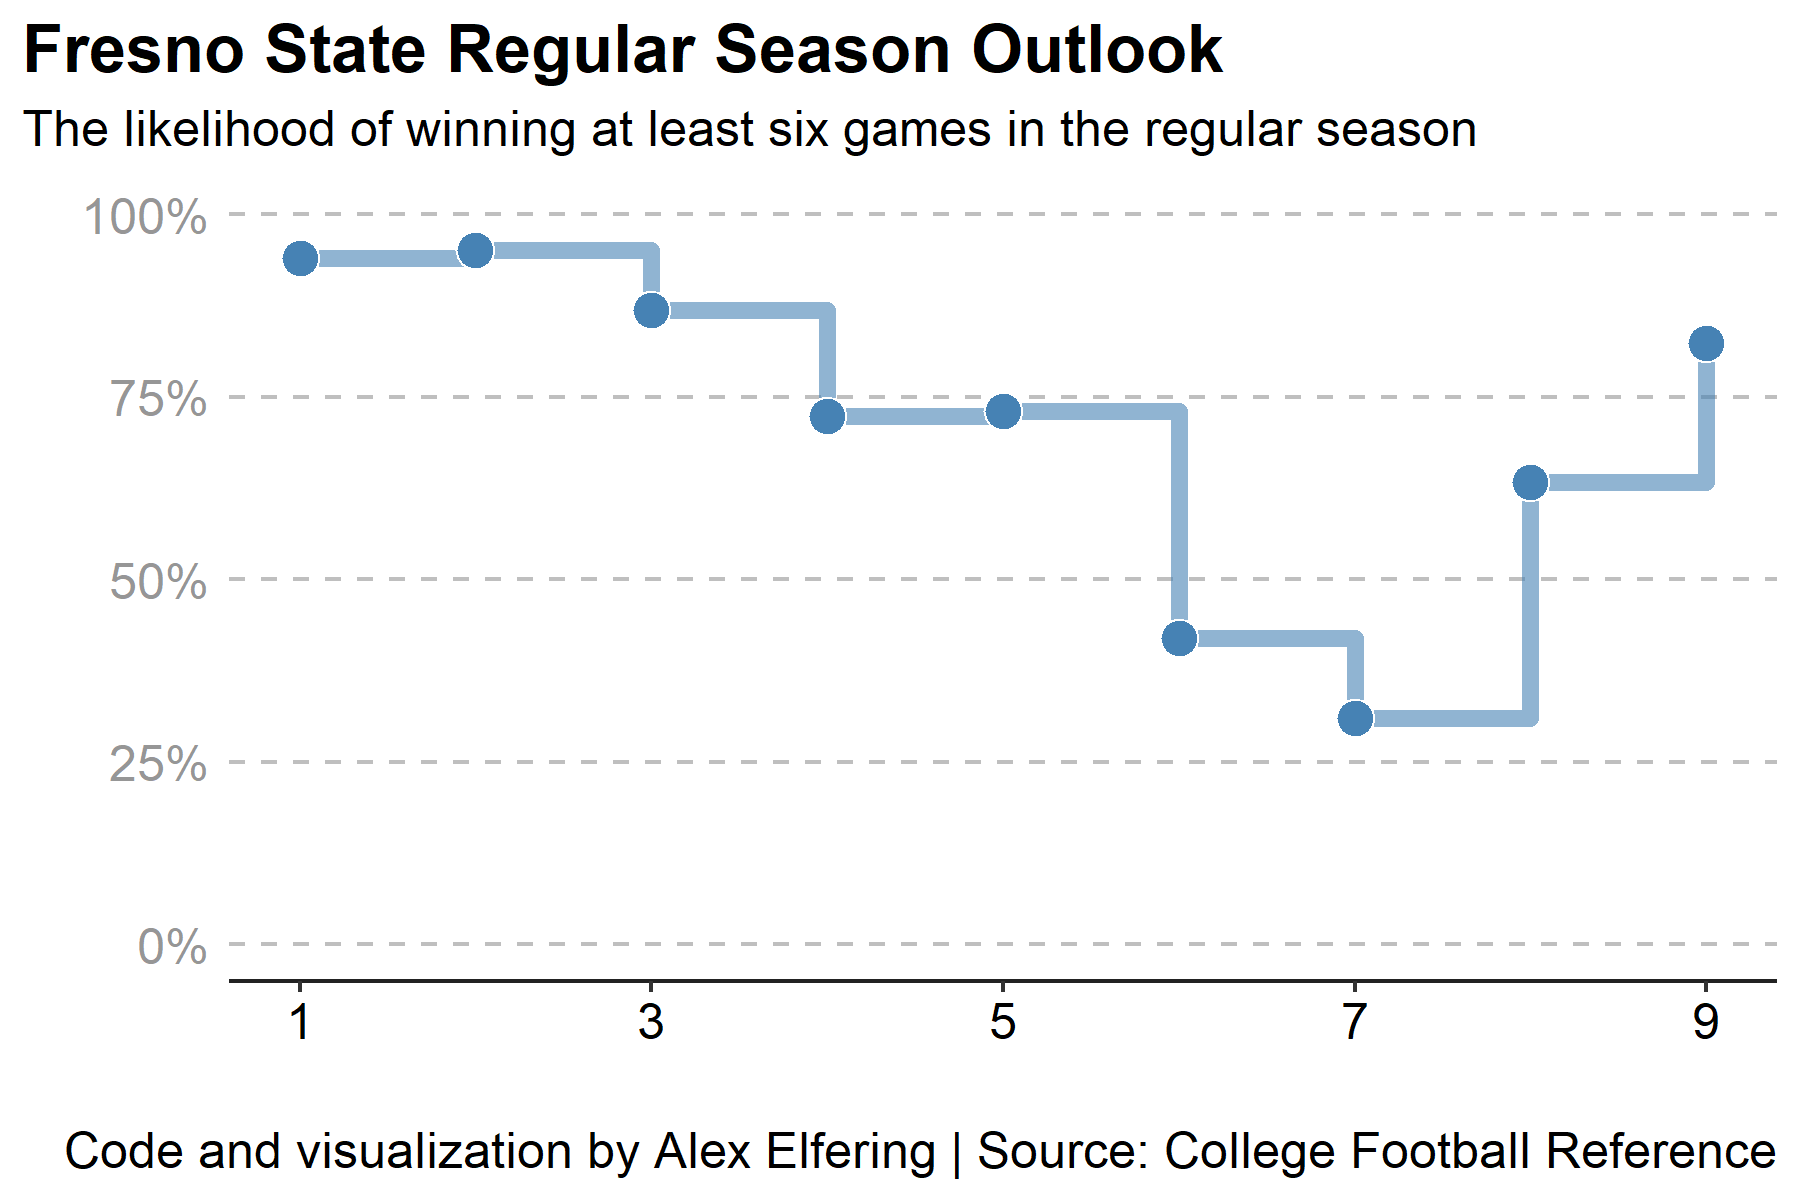 Fresno State Regular Season Outlook
The likelihood of winning at least six games in the regular season
100%
75%
50%
25%
0%
1 3 5 7 9
Code and visualization by Alex Elfering | Source: College Football Reference